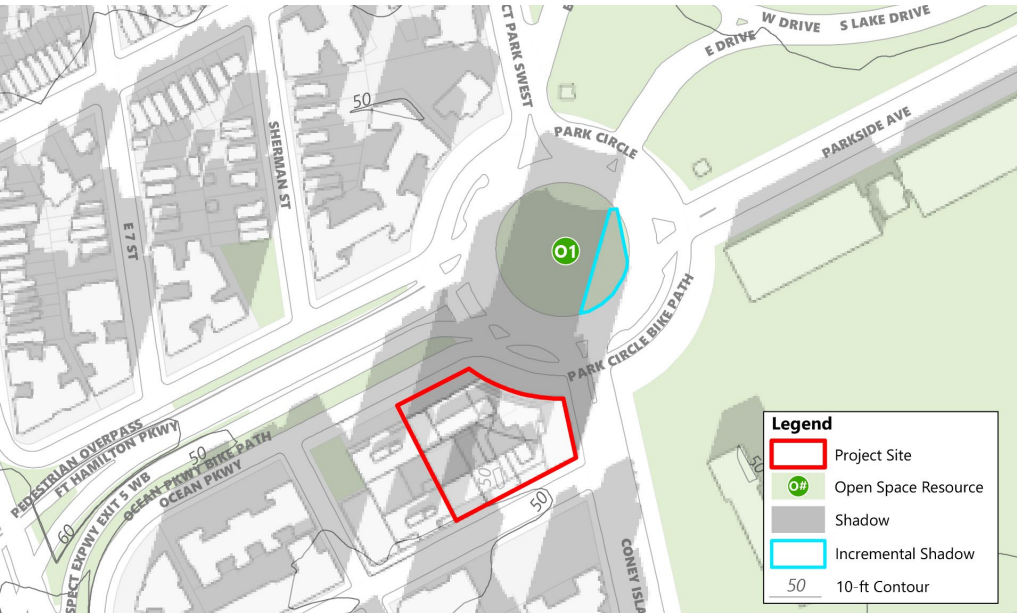 W DRIVE
S LAKE DRIVE
E DRIVE
CT PARK SWEST
50
PARK CIRCLE
PARKSIDE AVE
SHERMAN ST
E 7 ST
O1
PARK CIRCLE BIKE PATH
PEDESTRIAN OVERPASS
FT HAMILTON PKWY
50
OCEAN PKWY BIKE PATH
OCEAN PKWY
60
SPECT EXPWY EXIT 5 WB
50
50
50
CONEY ISLA
Legend
Project Site
O#
Open Space Resource
Shadow
Incremental Shadow
50
10-ft Contour